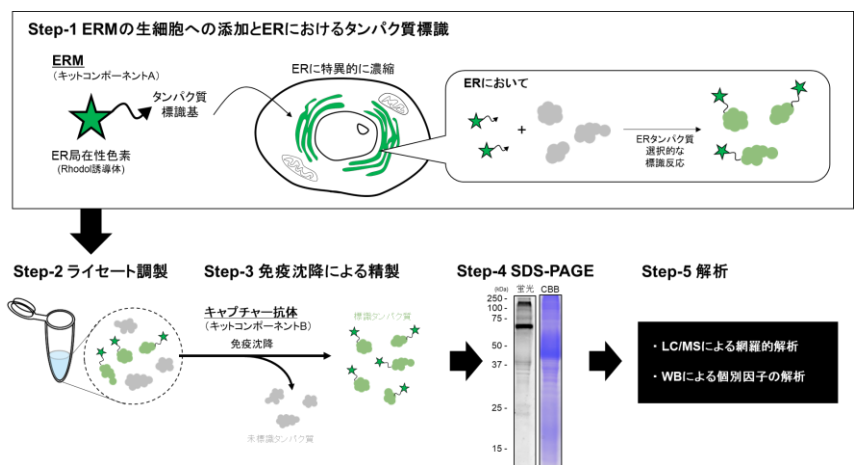 Step-1 ERMの生細胞への添加とERにおけるタンパク質標識
ERM
(キットコンポーネントA)
タンパク質
標識基
ER局在性色素
(Rhodol誘導体)
ERに特異的に濃縮
ERにおいて
+
ERタンパク質
選択的な
標識反応
Step-2 ライセート調製
Step-3 免疫沈降による精製
キャプチャー抗体
(キットコンポーネントB)
免疫沈降
標識タンパク質
未標識タンパク質
Step-4 SDS-PAGE
(kDa) 蛍光 CBB
250 -
100 -
75 -
50 -
37 -
25 -
15 -
Step-5 解析
・LC/MSによる網羅的解析
・WBによる個別因子の解析